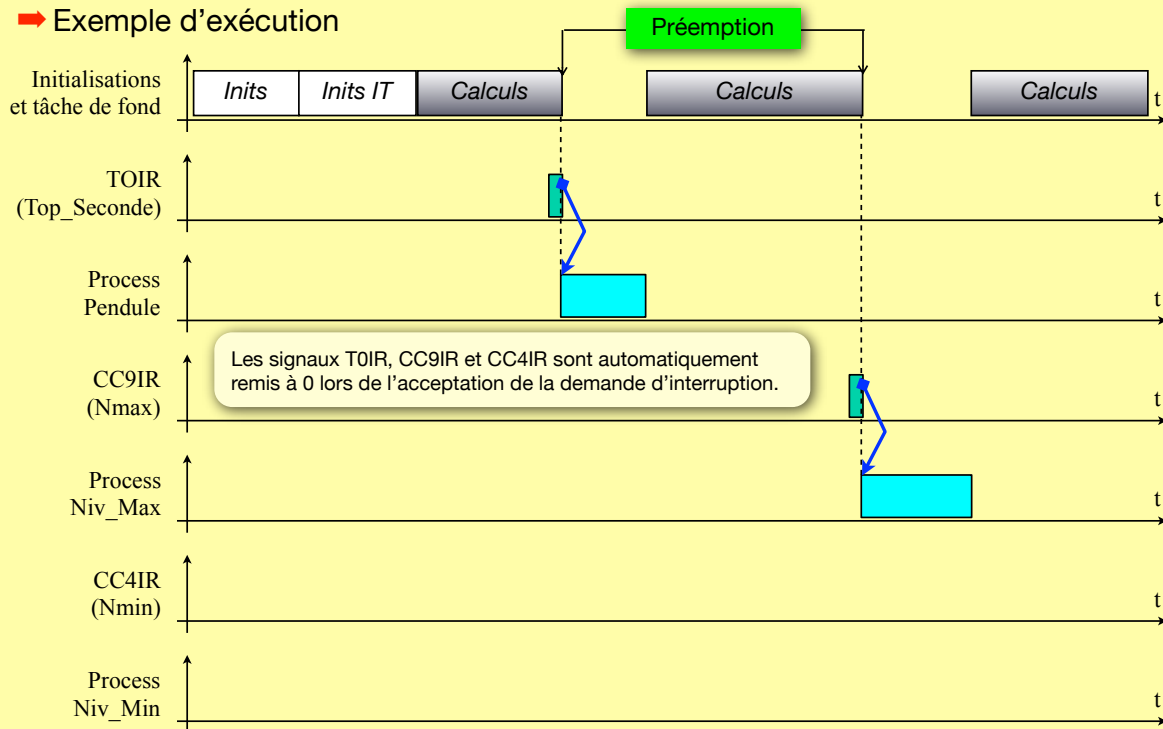 ➡ Exemple d'exécution
Préemption
Initialisations
et tâche de fond
Inits
Inits IT
Calculs
Calculs
Calculs
t
TOIR
(Top_Seconde)
t
Process
Pendule
t
Les signaux T0IR, CC9IR et CC4IR sont automatiquement
remis à 0 lors de l'acceptation de la demande d'interruption.
CC9IR
(Nmax)
t
Process
Niv_Max
t
CC4IR
(Nmin)
t
Process
Niv_Min
t